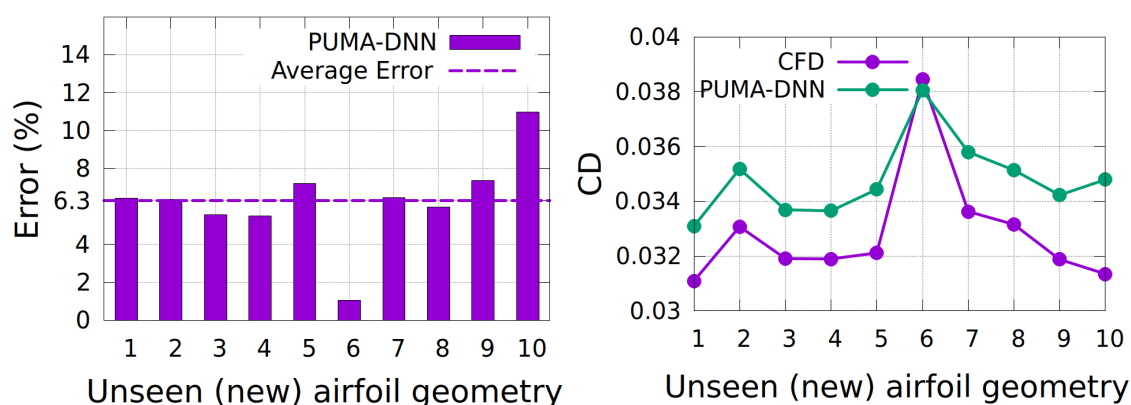 PUMA-DNN
Average Error
14
12
10
8
6.3
4
2
0
Error (%)
1 2 3 4 5 6 7 8 9 10
Unseen (new) airfoil geometry
CFD
PUMA-DNN
0.04
0.038
0.036
0.034
0.032
0.03
CD
1 2 3 4 5 6 7 8 9 10
Unseen (new) airfoil geometry